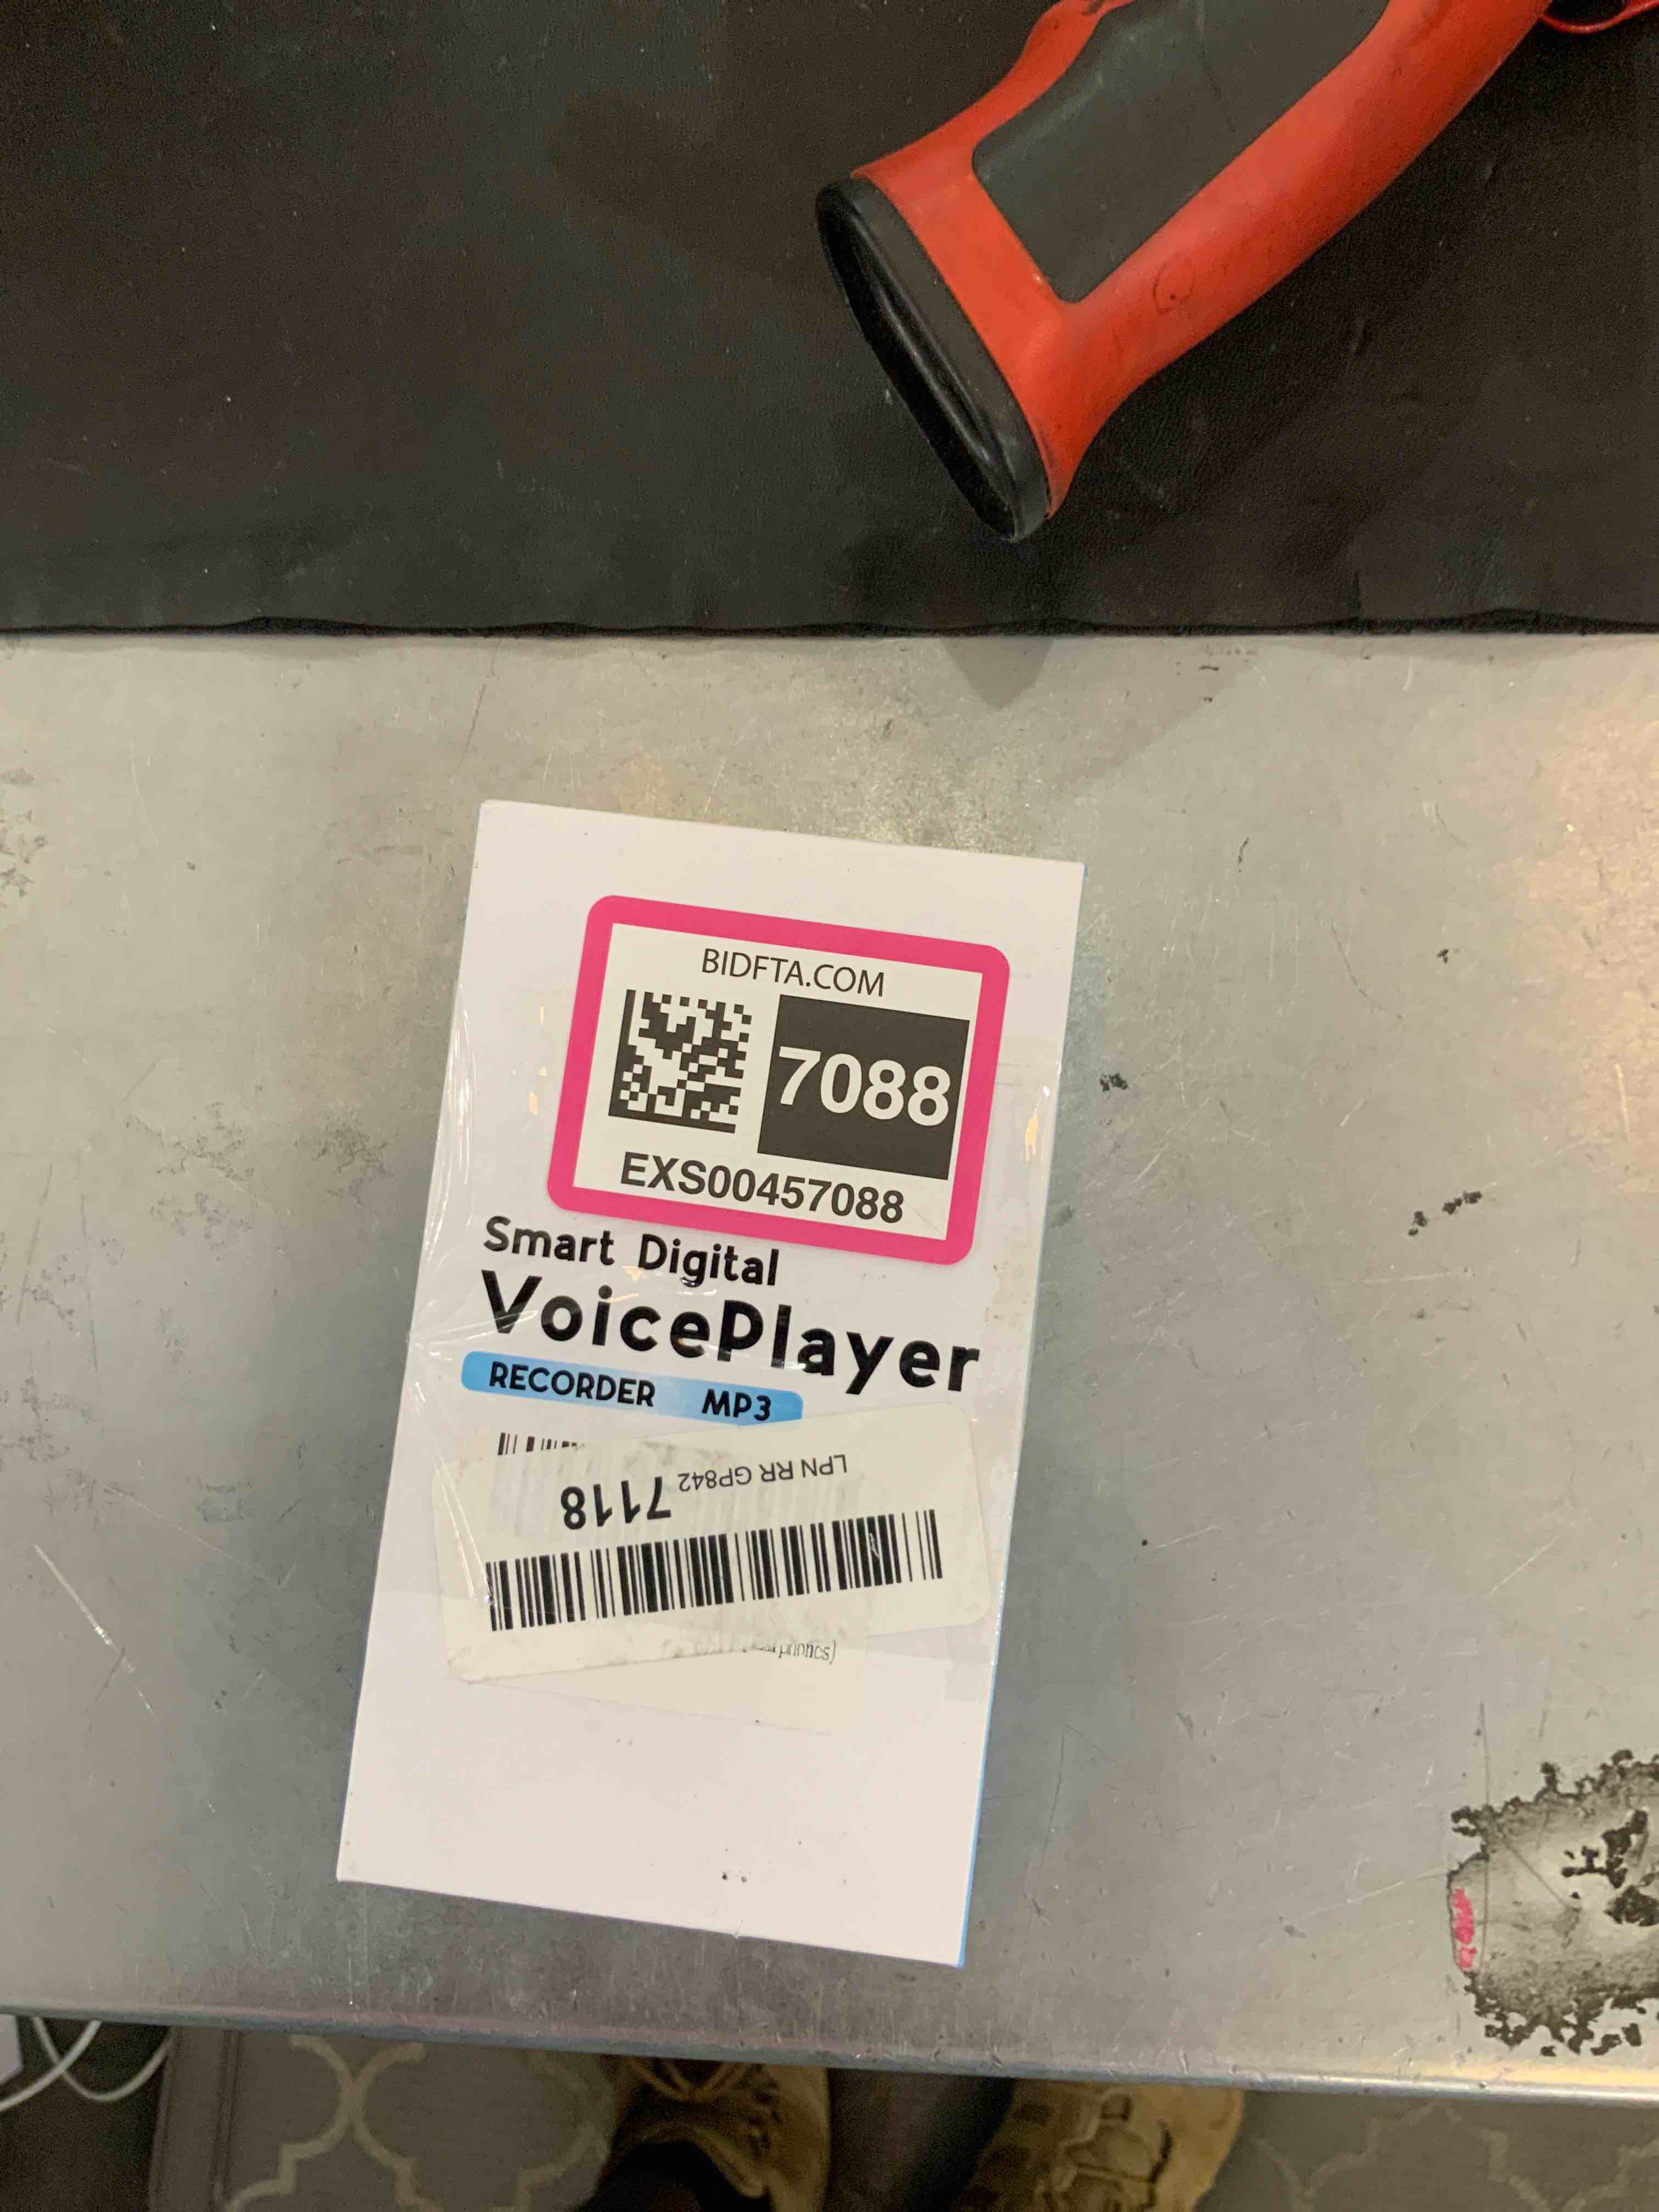 BIDFTA.COM
7088
EXS00457088
Smart Digital
VoicePlayer
RECORDER MP3
LPN RR GP842 7118